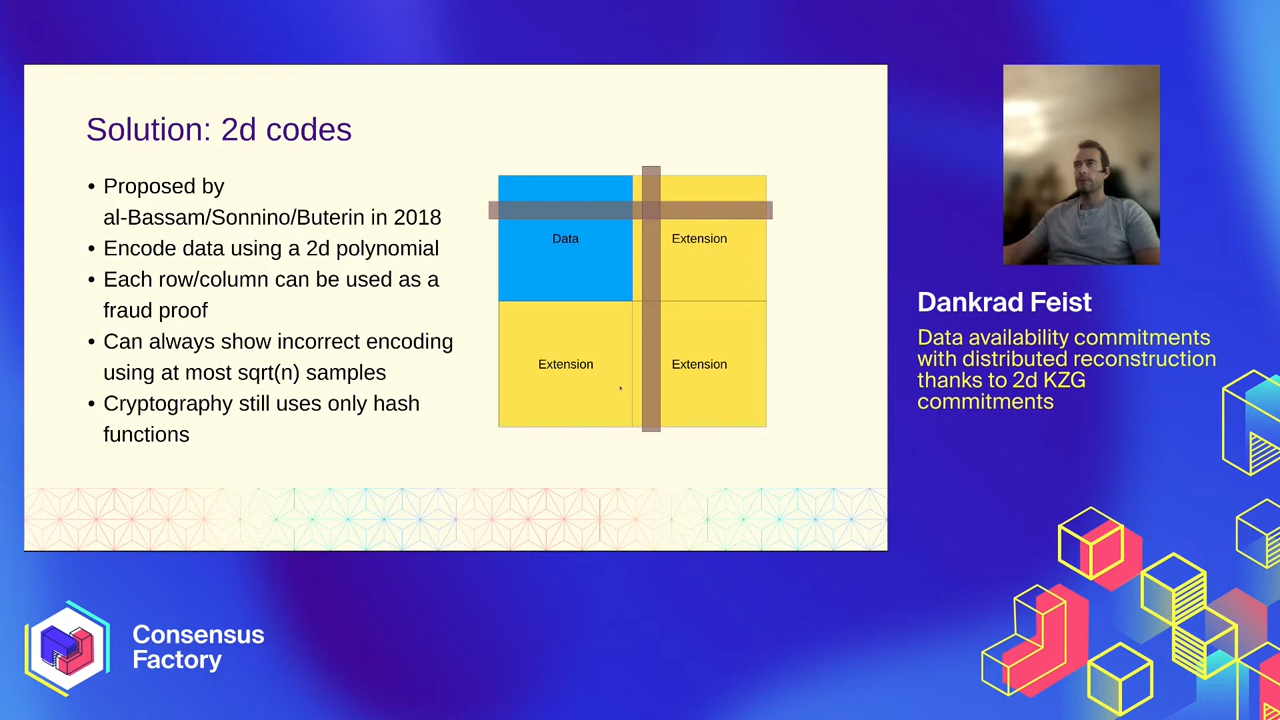 Solution: 2d codes
• Proposed by
al-Bassam/Sonnino/Buterin in 2018
• Encode data using a 2d polynomial
• Each row/column can be used as a
fraud proof
• Can always show incorrect encoding
using at most sqrt(n) samples
• Cryptography still uses only hash
functions
Data
Extension
Extension
Extension
Dankrad Feist
Data availability commitments
with distributed reconstruction
thanks to 2d KZG
commitments
Consensus
Factory